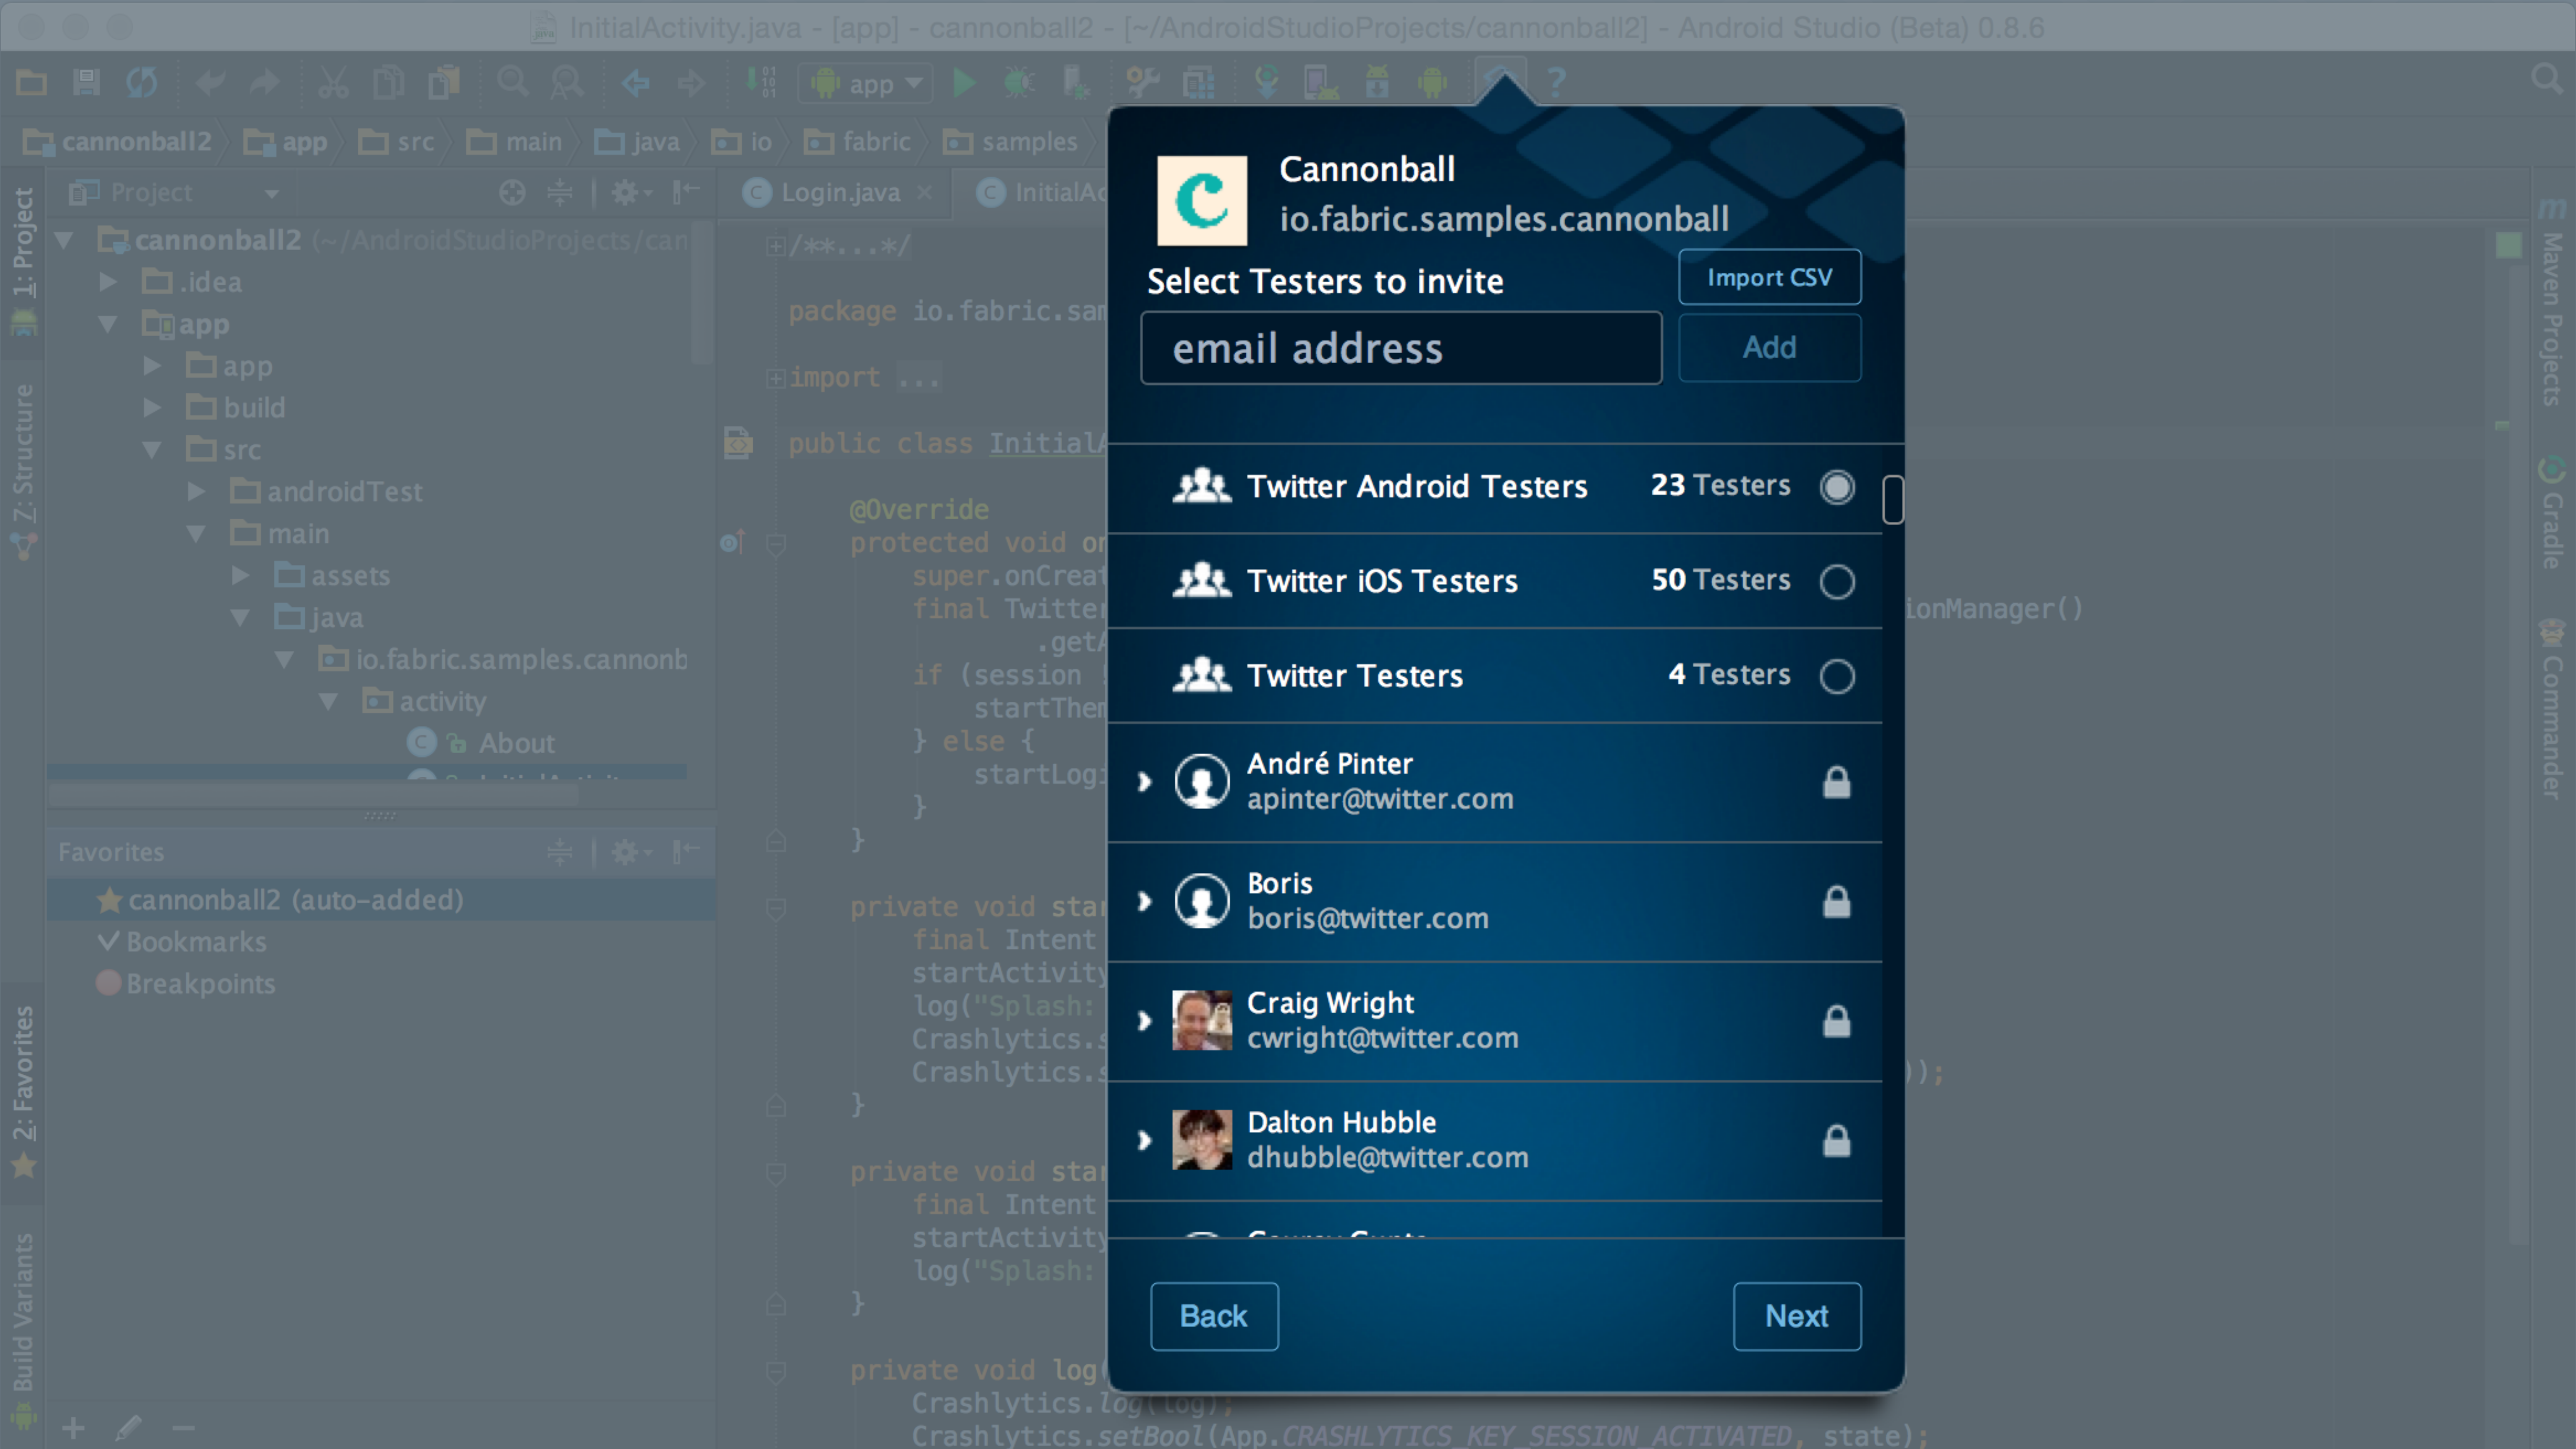 InitialActivity.java - [app] - cannonball2 - [~/AndroidStudioProjects/cannonball2] - Android Studio (Beta) 0.8.6
app
cannonball2 app src main java io fabric samples
1: Project
Z: Structure
2: Favorites
Build Variants
Project
cannonball2 (~/AndroidStudioProjects/can
.idea
app
app
build
src
androidTest
main
assets
java
io.fabric.samples.cannonb
activity
About
InitialActivity
Favorites
cannonball2 (auto-added)
Bookmarks
Breakpoints
Login.java
InitialAc
/**...*/
package io.fabric.sam
import ...
public class InitialA
@Override
protected void on
super.onCreat
final Twitter ionManager()
.getA
if (session !
startThem
} else {
startLogi
}
}
private void star
final Intent
startActivity
log("Splash:
Crashlytics.s
Crashlytics.s ));
}
private void star
final Intent
startActivity
log("Splash:
}
private void log(
Crashlytics.log(log);
Crashlytics.setBool(App.CRASHLYTICS_KEY_SESSION_ACTIVATED, state);
Cannonball
io.fabric.samples.cannonball
Select Testers to invite
Import CSV
email address
Add
Twitter Android Testers 23 Testers
Twitter iOS Testers 50 Testers
Twitter Testers 4 Testers
André Pinter
apinter@twitter.com
Boris
boris@twitter.com
Craig Wright
cwright@twitter.com
Dalton Hubble
dhubble@twitter.com
Back
Next
Maven Projects
Gradle
Commander